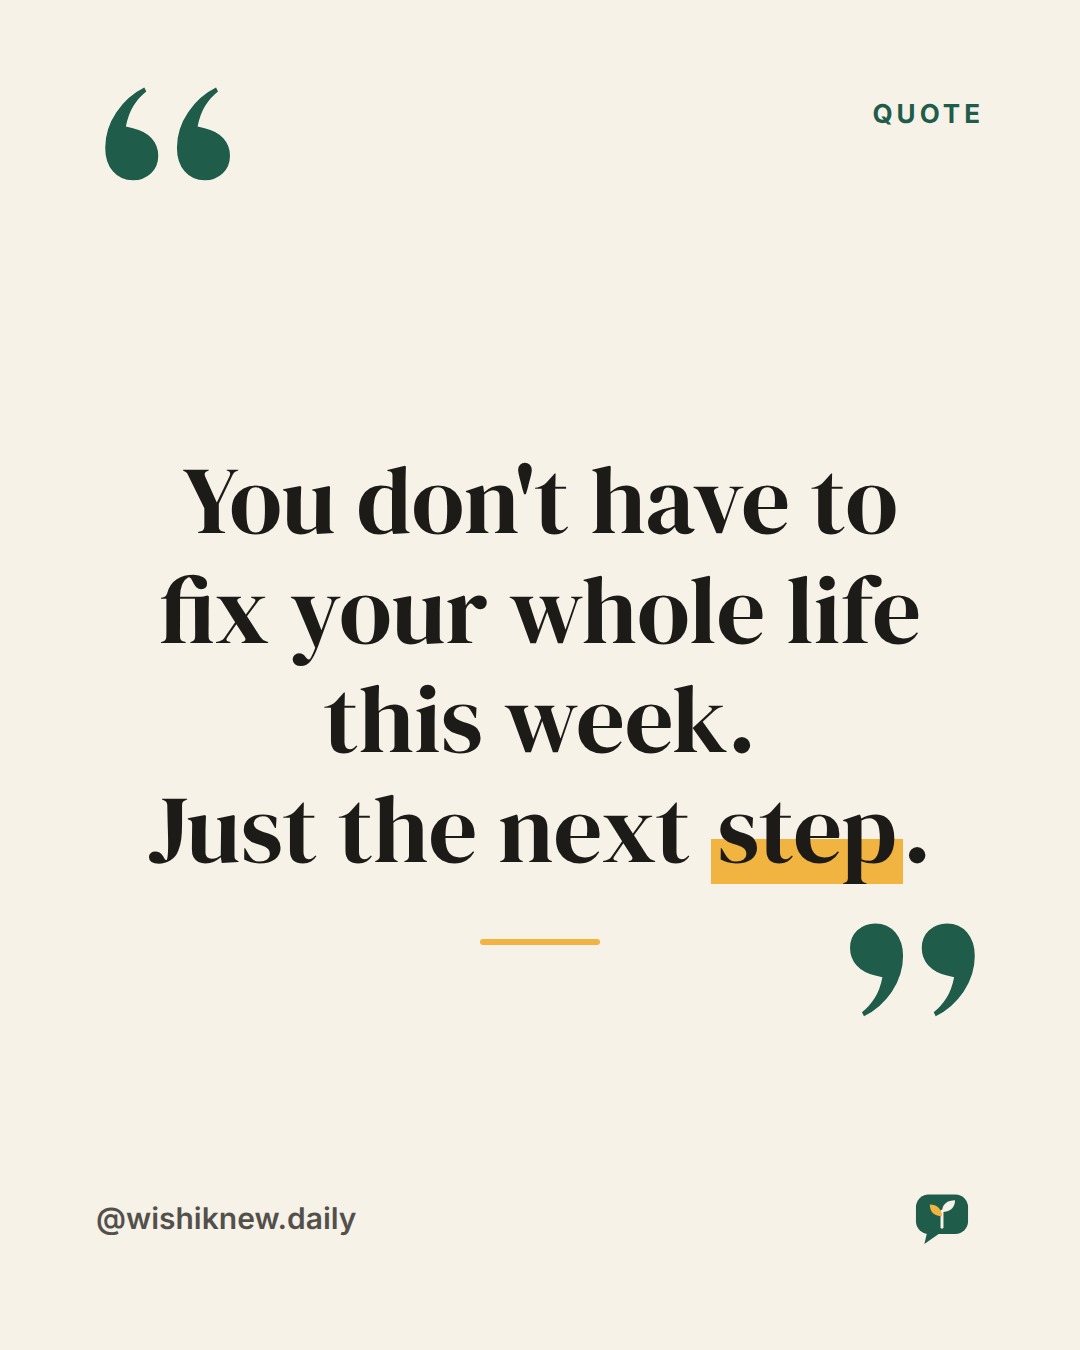 “
QUOTE
You don't have to
fix your whole life
this week.
Just the next step.
”
@wishiknew.daily